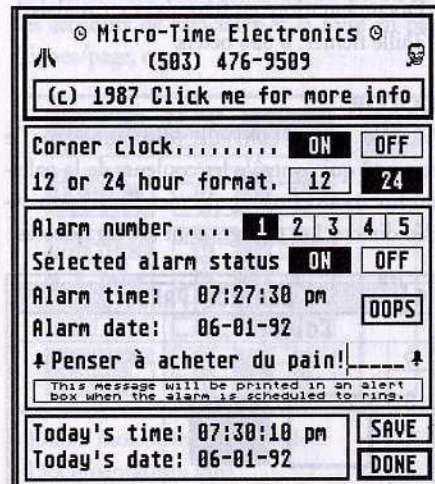 Micro-Time Electronics
(503) 476-9509
(c) 1987 Click me for more info
Corner clock......... ON OFF
12 or 24 hour format. 12 24
Alarm number..... 1 2 3 4 5
Selected alarm status ON OFF
Alarm time: 07:27:30 pm
OOPS
Alarm date: 06-01-92
Penser à acheter du pain!_____
This message will be printed in an alert
box when the alarm is scheduled to ring.
Today's time: 07:30:10 pm SAVE
Today's date: 06-01-92 DONE